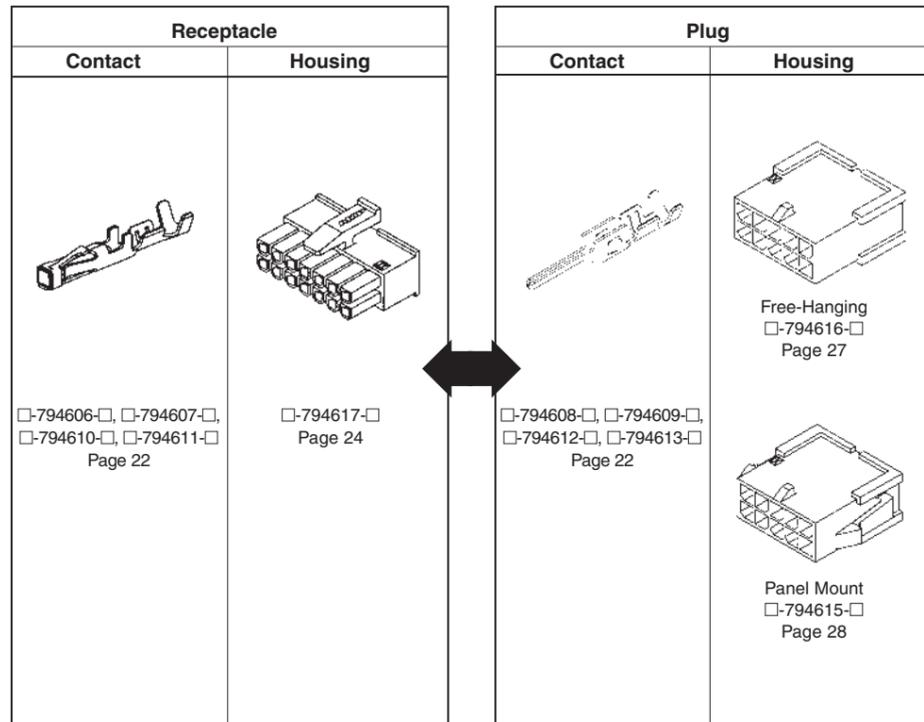 Receptacle
Contact
Housing
□-794606-□, □-794607-□,
□-794610-□, □-794611-□
Page 22
□-794617-□
Page 24
Plug
Contact
Housing
□-794608-□, □-794609-□,
□-794612-□, □-794613-□
Page 22
Free-Hanging
□-794616-□
Page 27
Panel Mount
□-794615-□
Page 28